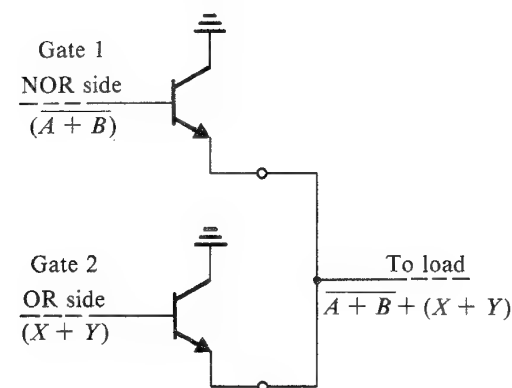 Gate 1
NOR side
(A̅ ̅+̅ ̅B̅)
Gate 2
OR side
(X + Y)
To load
A̅ ̅+̅ ̅B̅ + (X + Y)